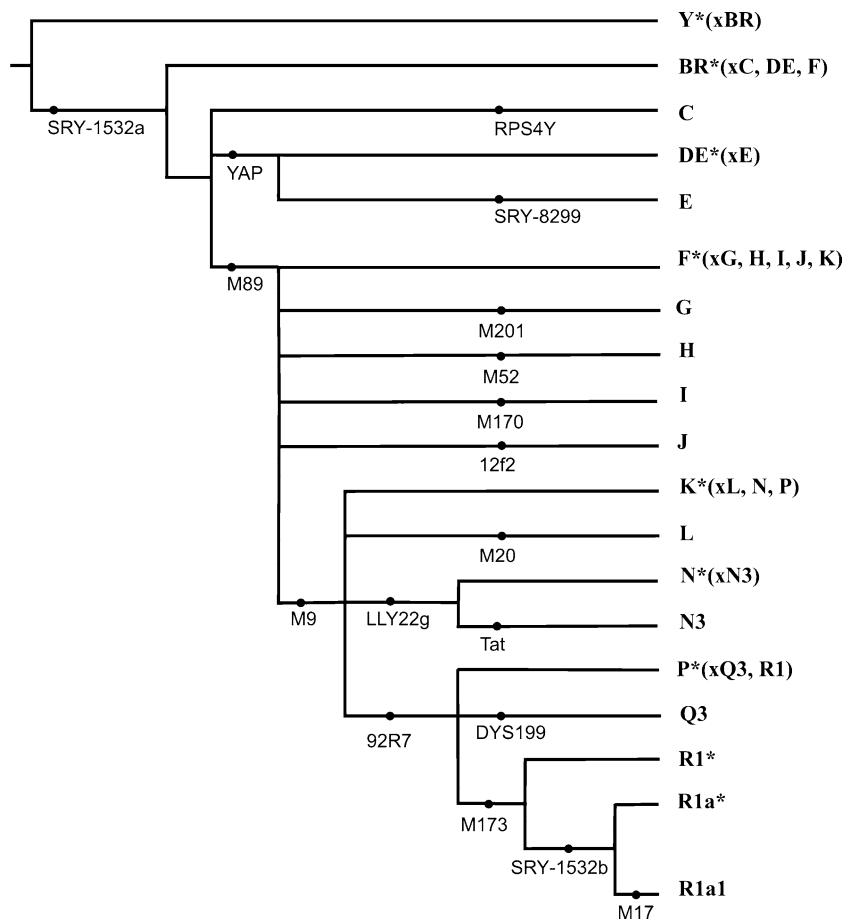 Y*(xBR)
BR*(xC, DE, F)
SRY-1532a
C
RPS4Y
DE*(xE)
YAP
E
SRY-8299
F*(xG, H, I, J, K)
M89
G
M201
H
M52
I
M170
J
12f2
K*(xL, N, P)
L
M20
N*(xN3)
M9
LLY22g
N3
Tat
P*(xQ3, R1)
Q3
92R7
DYS199
R1*
R1a*
M173
SRY-1532b
R1a1
M17